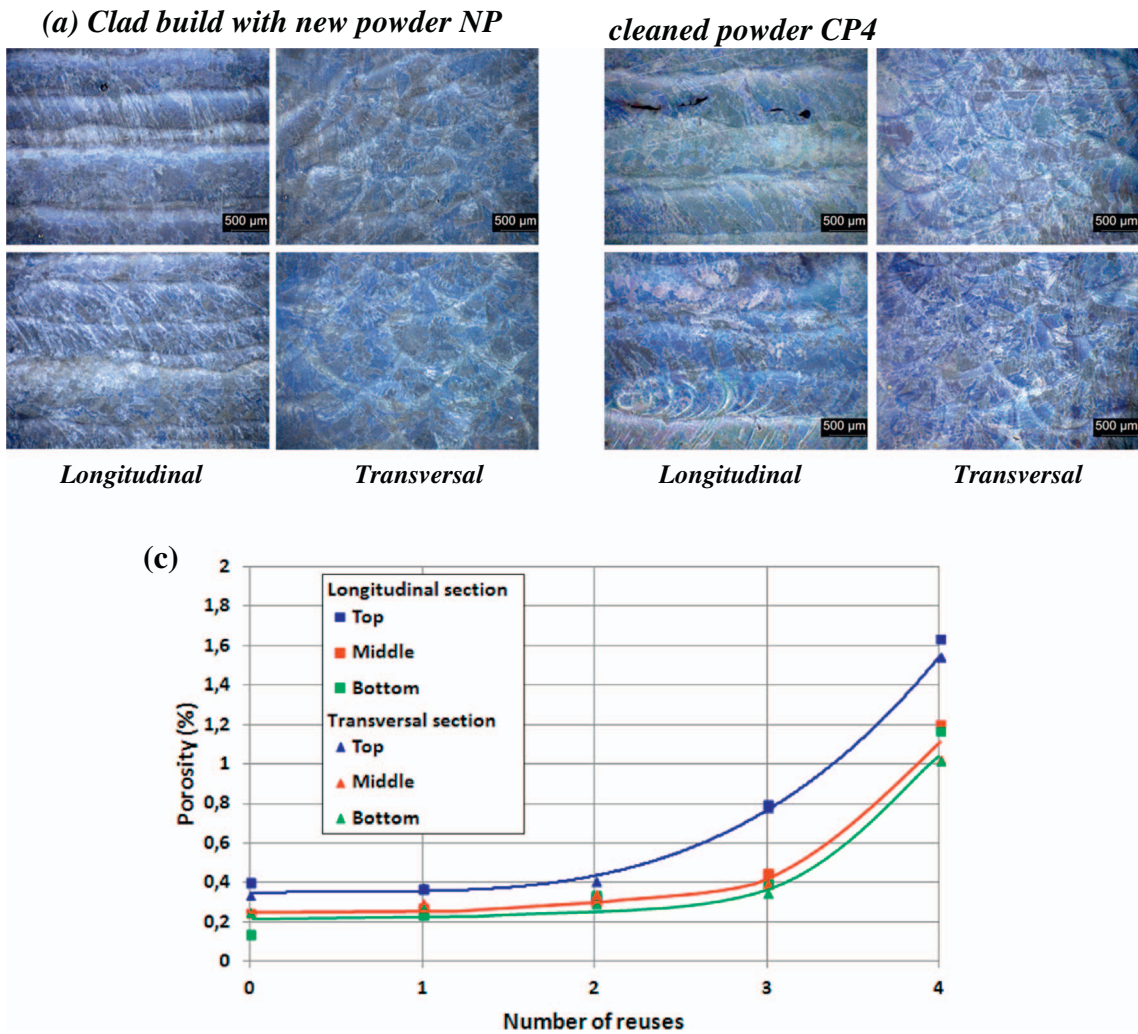 (a) Clad build with new powder NP
cleaned powder CP4
500 µm
500 µm
500 µm
500 µm
500 µm
500 µm
500 µm
500 µm
Longitudinal
Transversal
Longitudinal
Transversal
(c)
Porosity (%)
2
1,8
1,6
1,4
1,2
1
0,8
0,6
0,4
0,2
0
Longitudinal section
Top
Middle
Bottom
Transversal section
Top
Middle
Bottom
0
1
2
3
4
Number of reuses